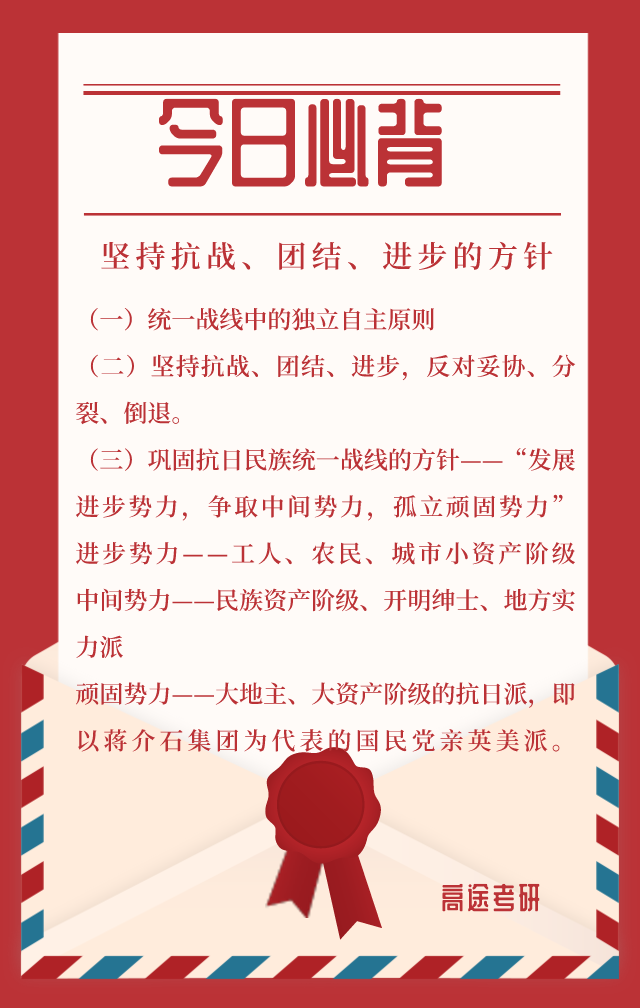 今日必背
坚持抗战、团结、进步的方针
（一）统一战线中的独立自主原则
（二）坚持抗战、团结、进步，反对妥协、分
裂、倒退。
（三）巩固抗日民族统一战线的方针——“发展
进步势力，争取中间势力，孤立顽固势力”
进步势力——工人、农民、城市小资产阶级
中间势力——民族资产阶级、开明绅士、地方实
力派
顽固势力——大地主、大资产阶级的抗日派，即
以蒋介石集团为代表的国民党亲英美派。
高途考研